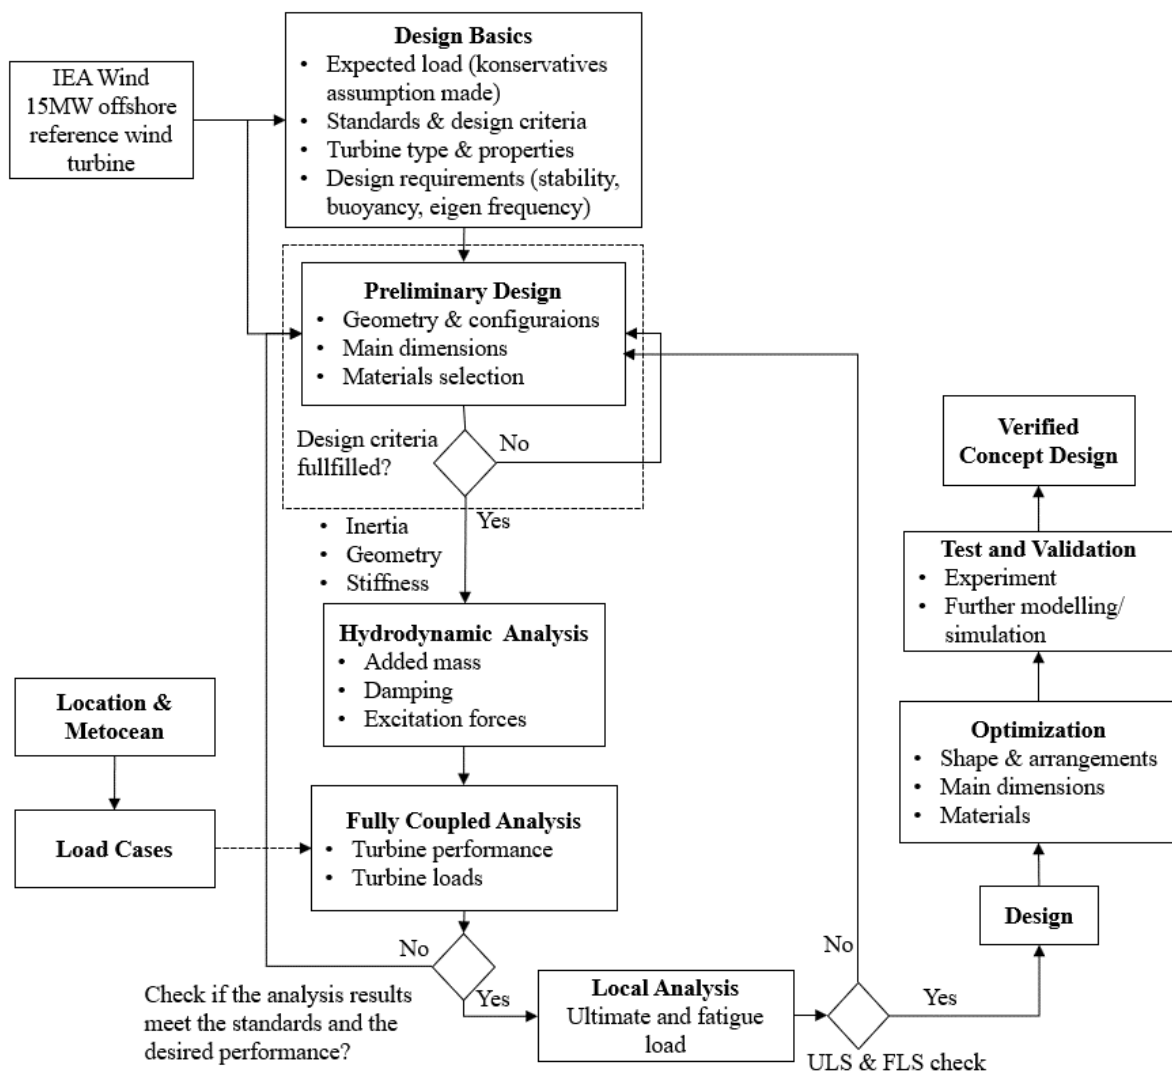 IEA Wind
15MW offshore
reference wind
turbine
Design Basics
• Expected load (konservatives
assumption made)
• Standards & design criteria
• Turbine type & properties
• Design requirements (stability,
buoyancy, eigen frequency)
Preliminary Design
• Geometry & configuraions
• Main dimensions
• Materials selection
Design criteria
fullfilled?
No
Yes
• Inertia
• Geometry
• Stiffness
Hydrodynamic Analysis
• Added mass
• Damping
• Excitation forces
Location &
Metocean
Load Cases
Fully Coupled Analysis
• Turbine performance
• Turbine loads
No
Yes
Check if the analysis results
meet the standards and the
desired performance?
Local Analysis
Ultimate and fatigue
load
No
Yes
ULS & FLS check
Design
Optimization
• Shape & arrangements
• Main dimensions
• Materials
Test and Validation
• Experiment
• Further modelling/
simulation
Verified
Concept Design